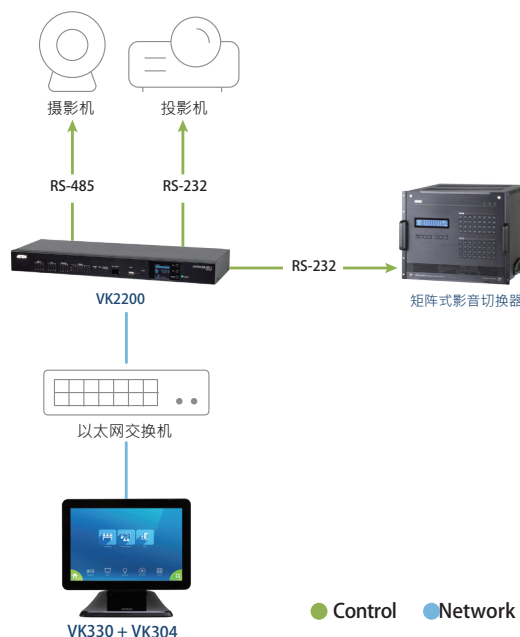 摄影机
投影机
RS-485
RS-232
RS-232
VK2200
矩阵式影音切换器
以太网交换机
VK330 + VK304
Control
Network